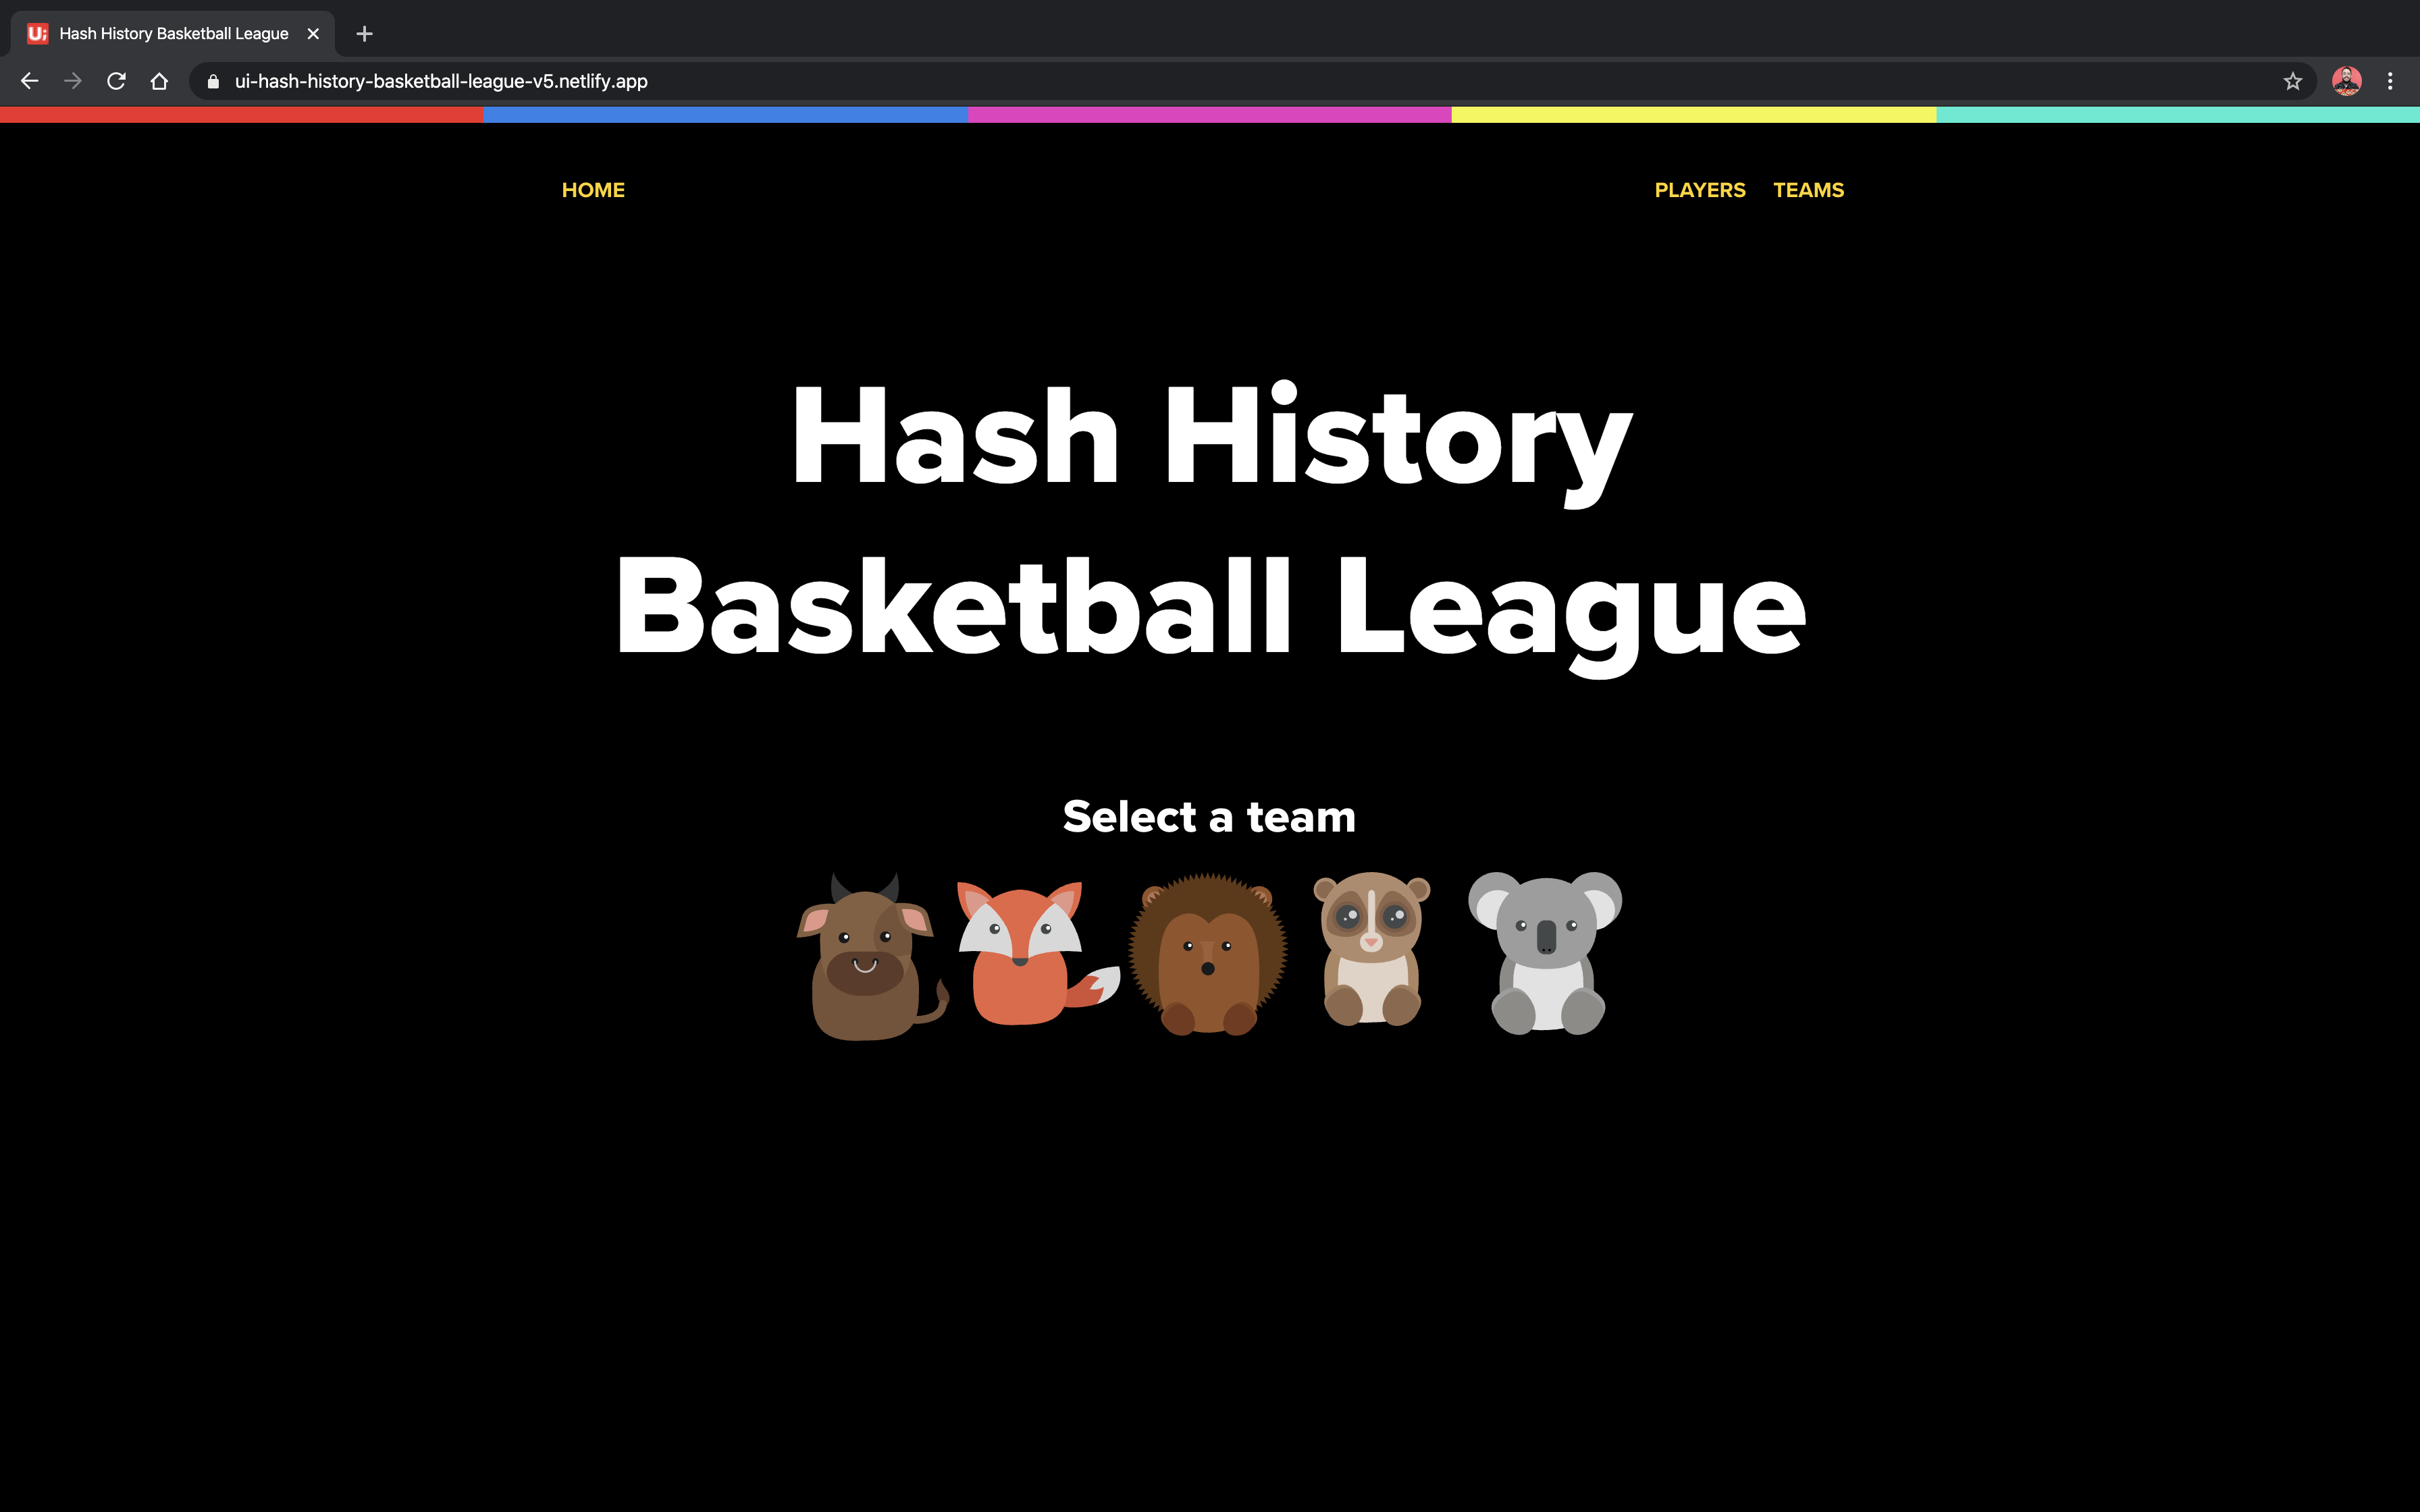 Ui Hash History Basketball League
ui-hash-history-basketball-league-v5.netlify.app
HOME PLAYERS TEAMS
Hash History
Basketball League
Select a team